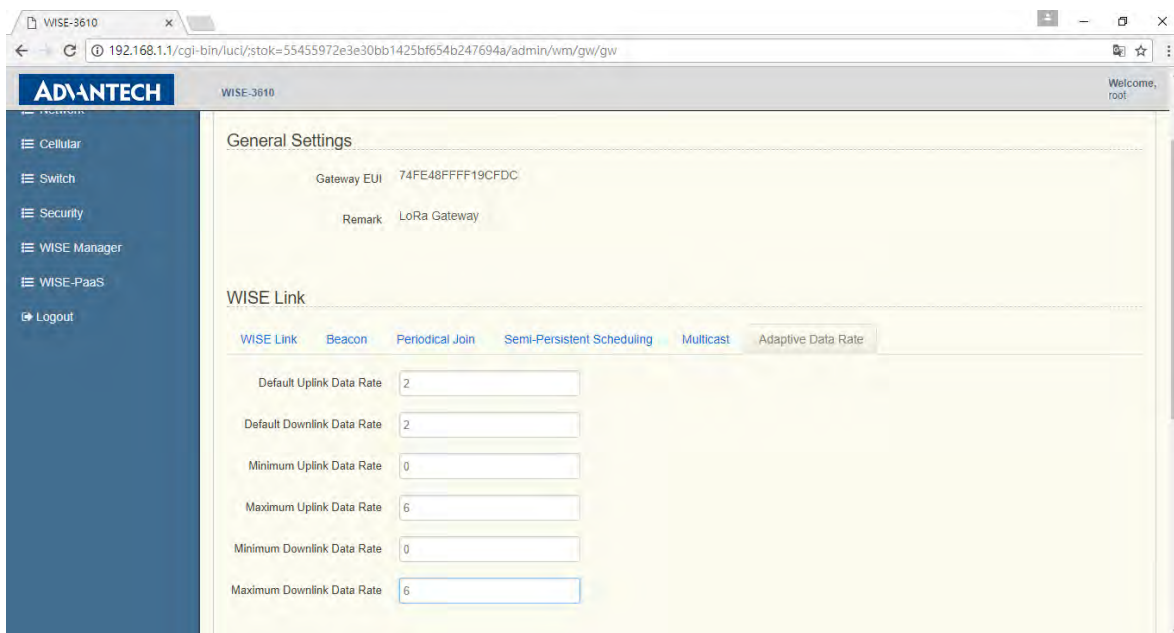 WISE-3610
192.168.1.1/cgi-bin/luci/;stok=55455972e3e30bb1425bf654b247694a/admin/wm/gw/gw
ADVANTECH
WISE-3610
Welcome,
root
Network
Cellular
Switch
Security
WISE Manager
WISE-PaaS
Logout
General Settings
Gateway EUI 74FE48FFFF19CFDC
Remark LoRa Gateway
WISE Link
WISE Link Beacon Periodical Join Semi-Persistent Scheduling Multicast Adaptive Data Rate
Default Uplink Data Rate 2
Default Downlink Data Rate 2
Minimum Uplink Data Rate 0
Maximum Uplink Data Rate 6
Minimum Downlink Data Rate 0
Maximum Downlink Data Rate 6